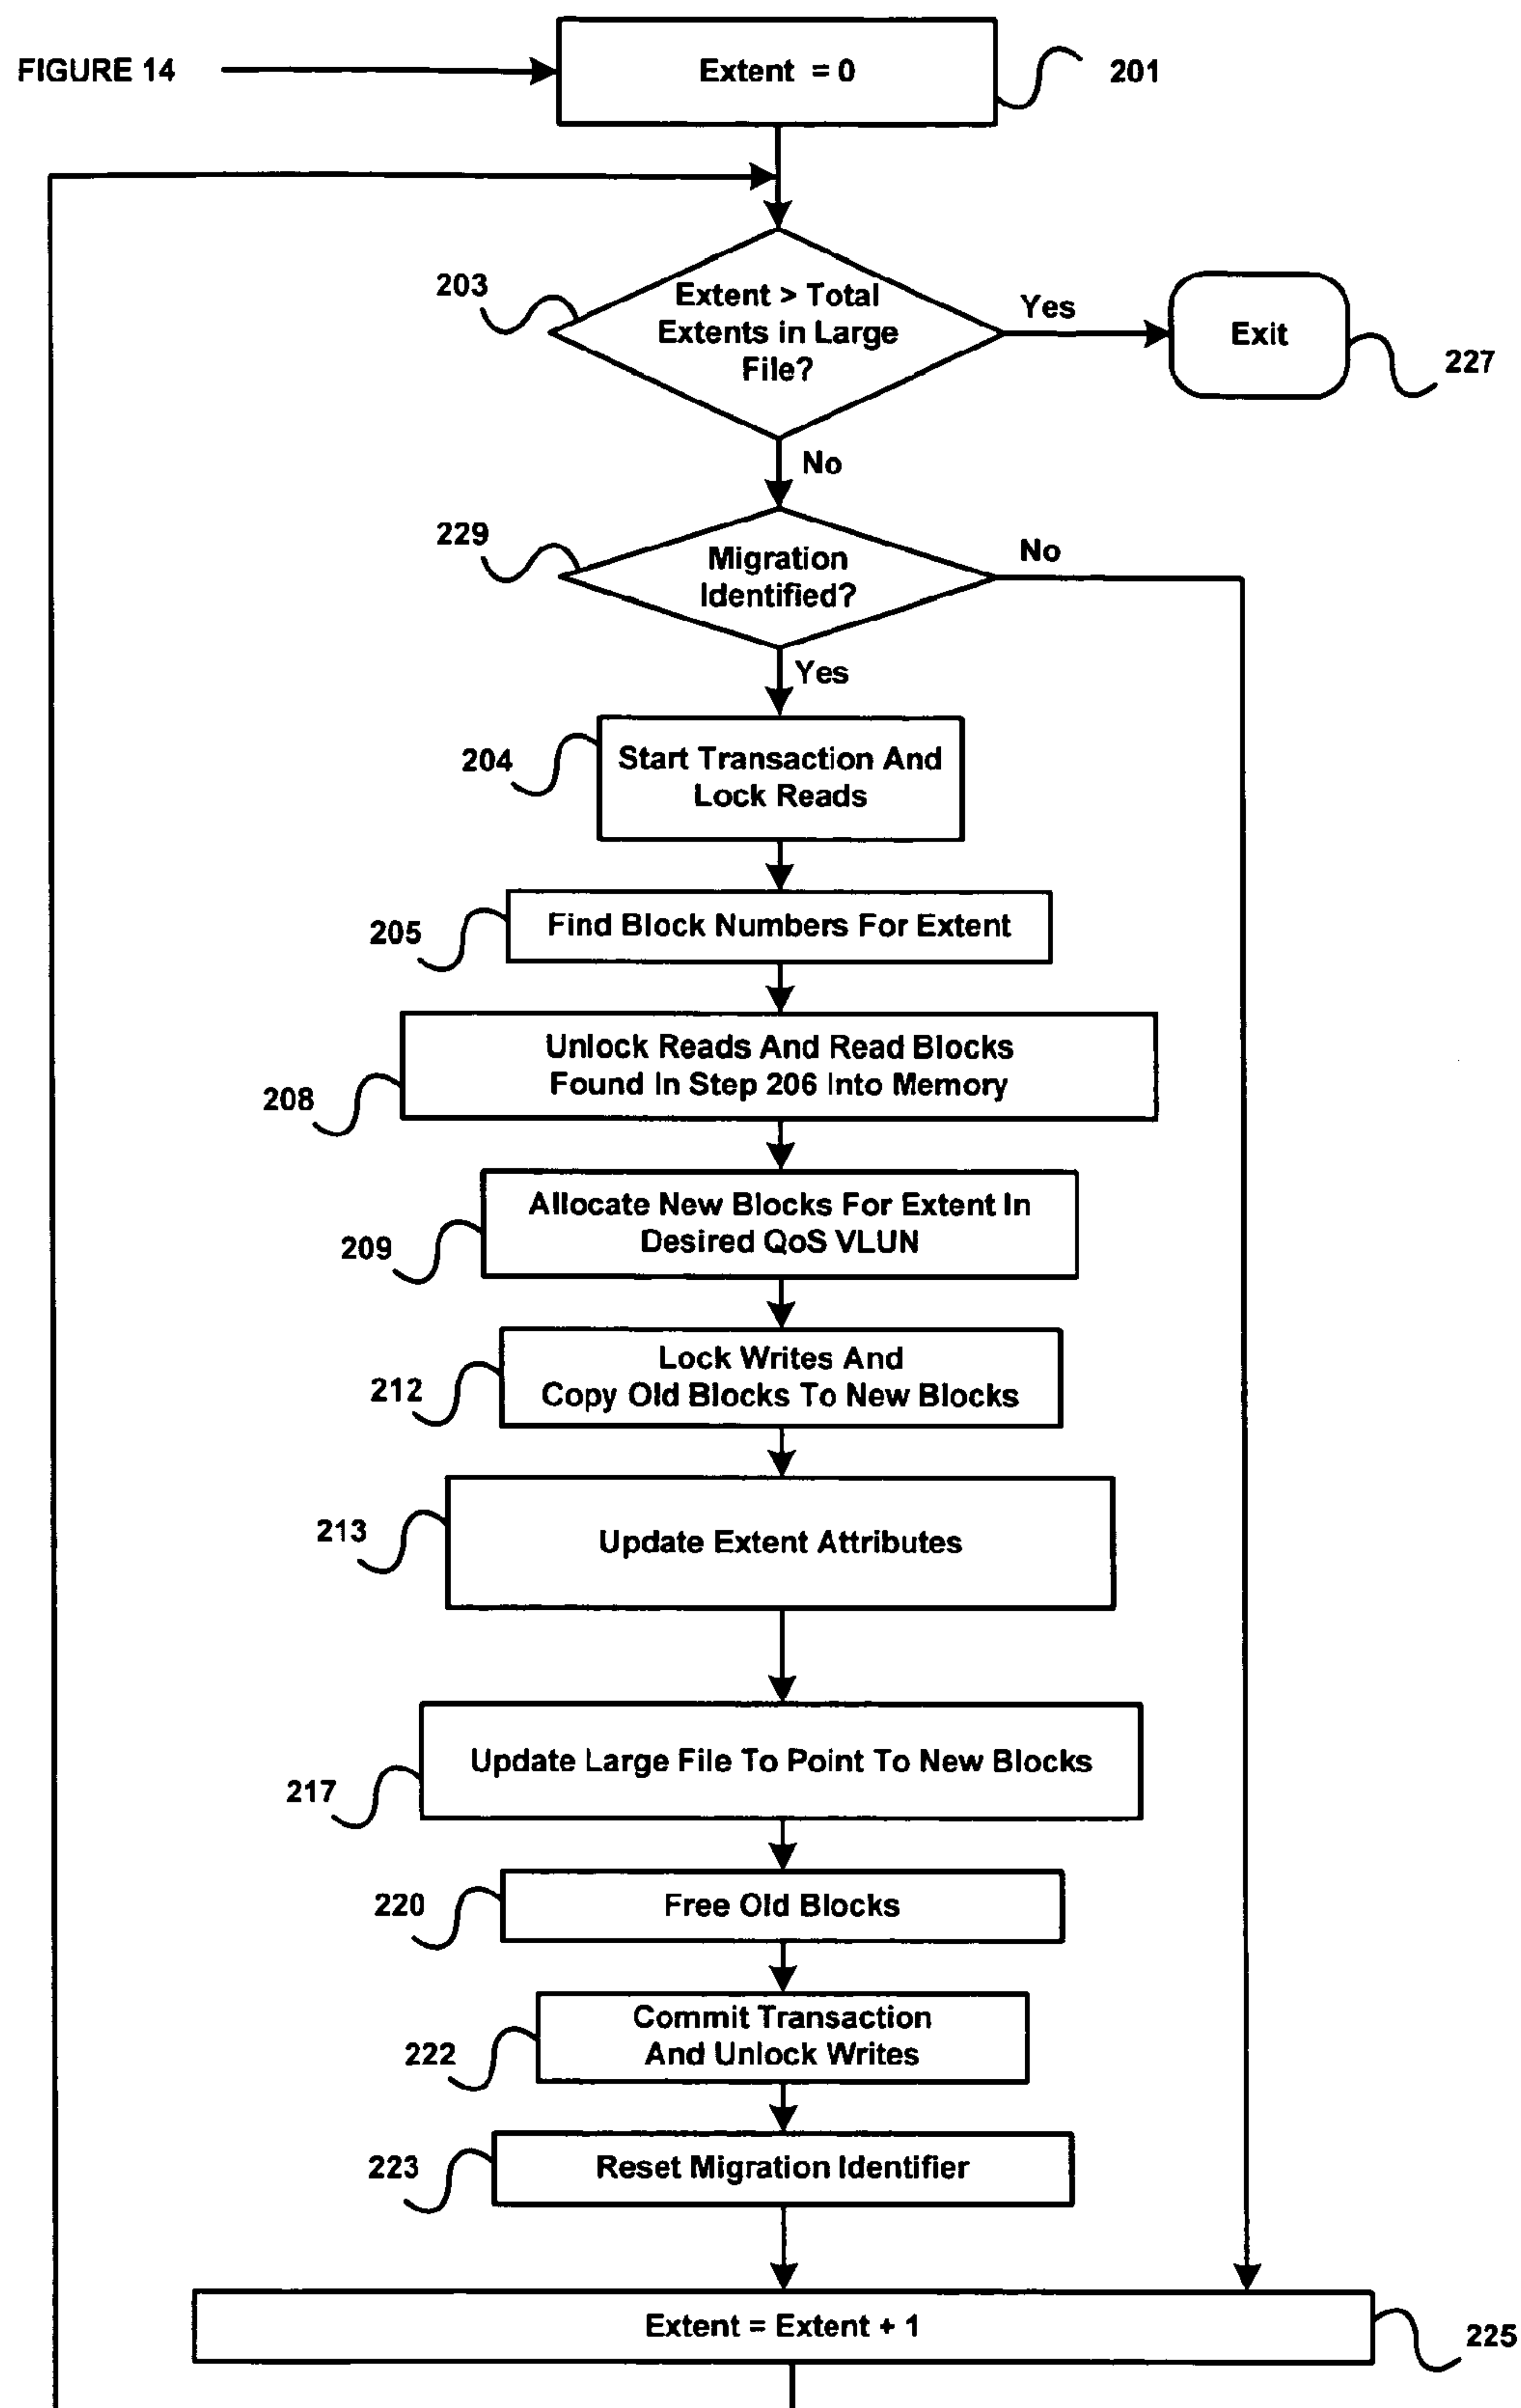 FIGURE 14
Extent = 0
201
203
Extent > Total
Extents in Large
File?
Yes
Exit
227
No
229
Migration
Identified?
No
Yes
204
Start Transaction And
Lock Reads
205
Find Block Numbers For Extent
208
Unlock Reads And Read Blocks
Found In Step 206 Into Memory
209
Allocate New Blocks For Extent In
Desired QoS VLUN
212
Lock Writes And
Copy Old Blocks To New Blocks
213
Update Extent Attributes
217
Update Large File To Point To New Blocks
220
Free Old Blocks
222
Commit Transaction
And Unlock Writes
223
Reset Migration Identifier
Extent = Extent + 1
225